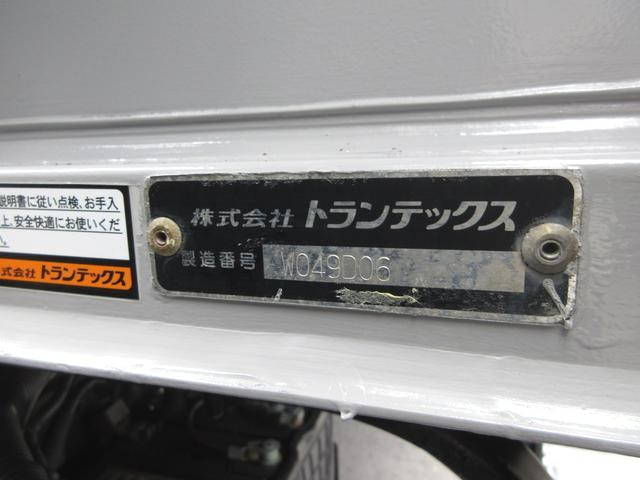 説明書に従い点検、お手入
上、安全快適にお使いくだ
ん。
式会社トランテックス
株式会社 トランテックス
製造番号 W049D06